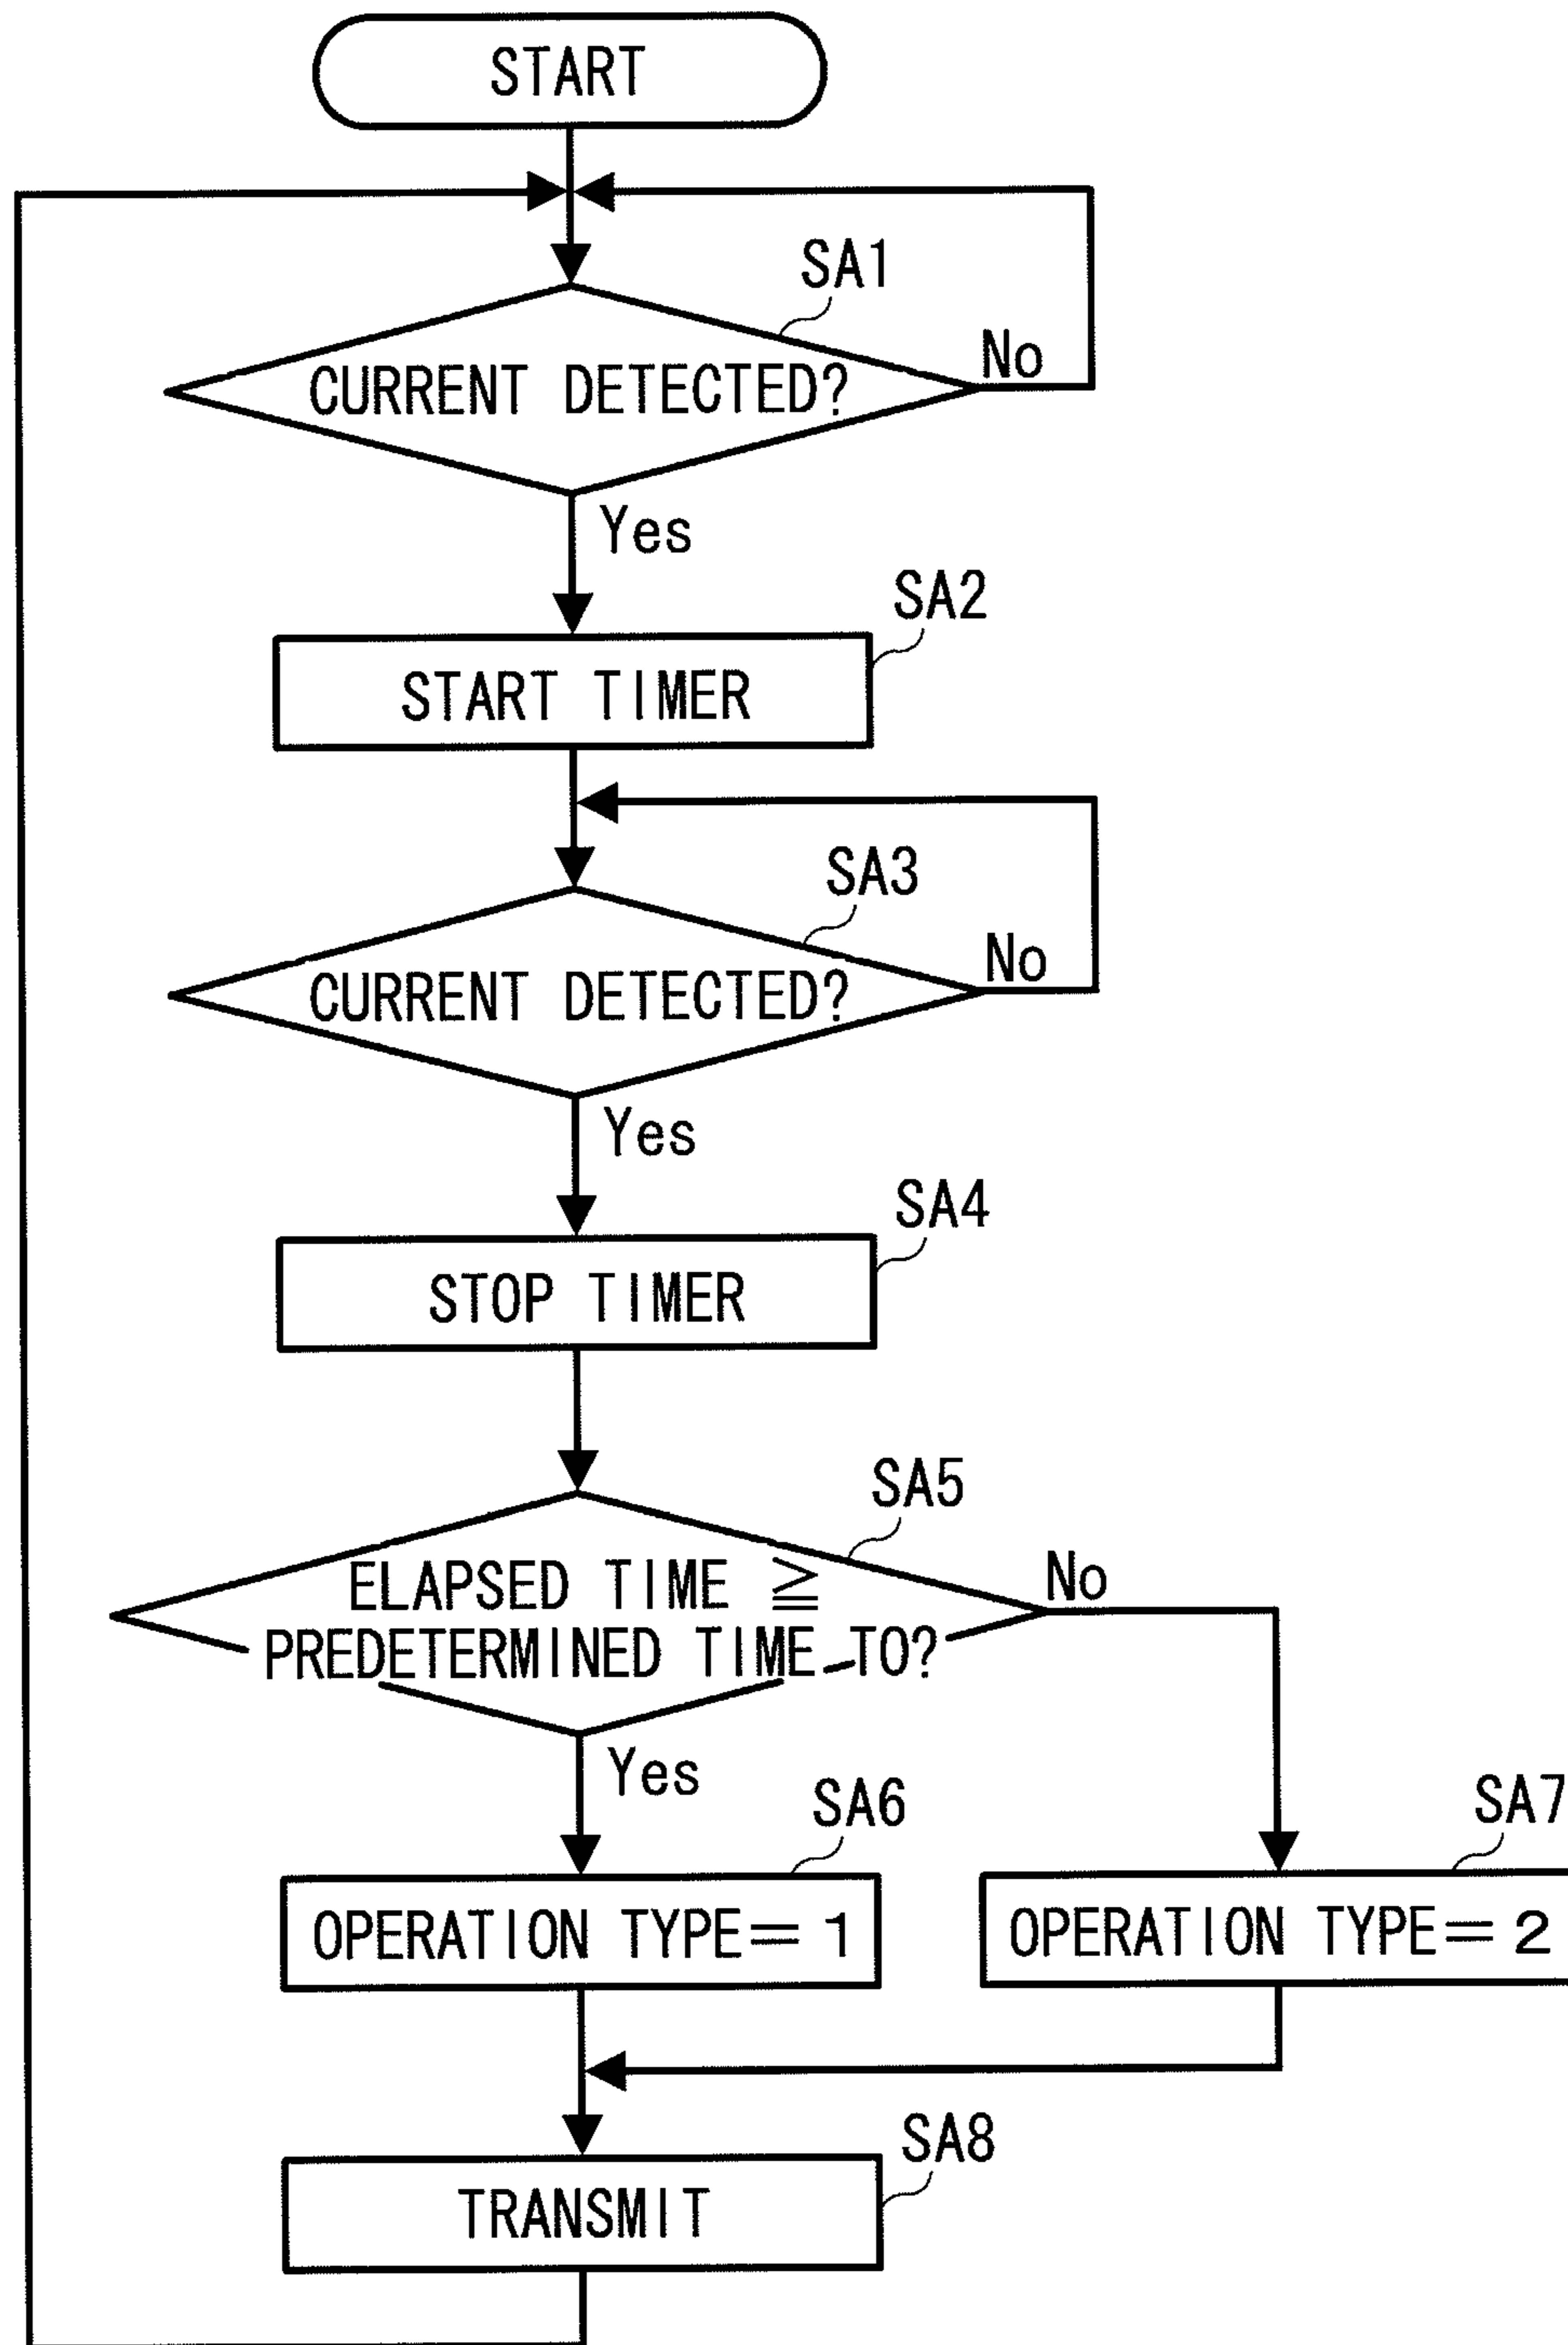 START
SA1
CURRENT DETECTED?
No
Yes
SA2
START TIMER
SA3
CURRENT DETECTED?
No
Yes
SA4
STOP TIMER
SA5
ELAPSED TIME ≧
PREDETERMINED TIME TO?
No
Yes
SA6
OPERATION TYPE=1
SA7
OPERATION TYPE=2
SA8
TRANSMIT